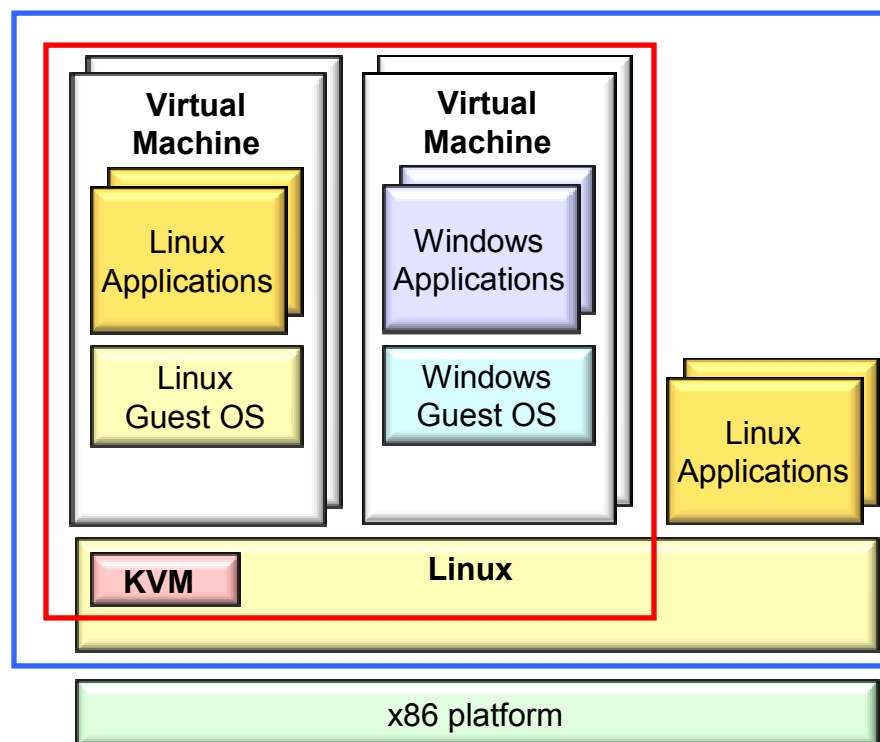 Virtual
Machine
Linux
Applications
Linux
Guest OS
Virtual
Machine
Windows
Applications
Windows
Guest OS
Linux
Applications
KVM
Linux
x86 platform